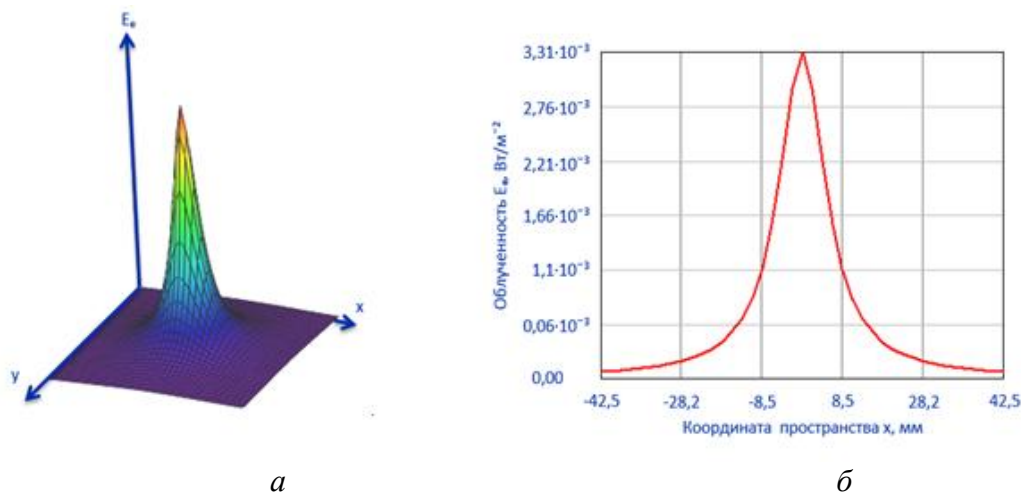 Eₑ
x
y
а
Облученность Eₑ, Вт/м⁻²
3,31·10⁻³
2,76·10⁻³
2,21·10⁻³
1,66·10⁻³
1,1·10⁻³
0,06·10⁻³
0,00
-42,5 -28,2 -8,5 8,5 28,2 42,5
Координата пространства x, мм
б